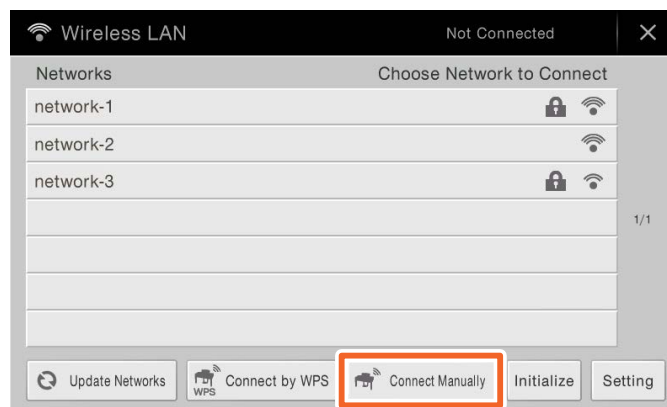 Wireless LAN Not Connected
Networks Choose Network to Connect
network-1
network-2
network-3
1/1
Update Networks WPS Connect by WPS Connect Manually Initialize Setting